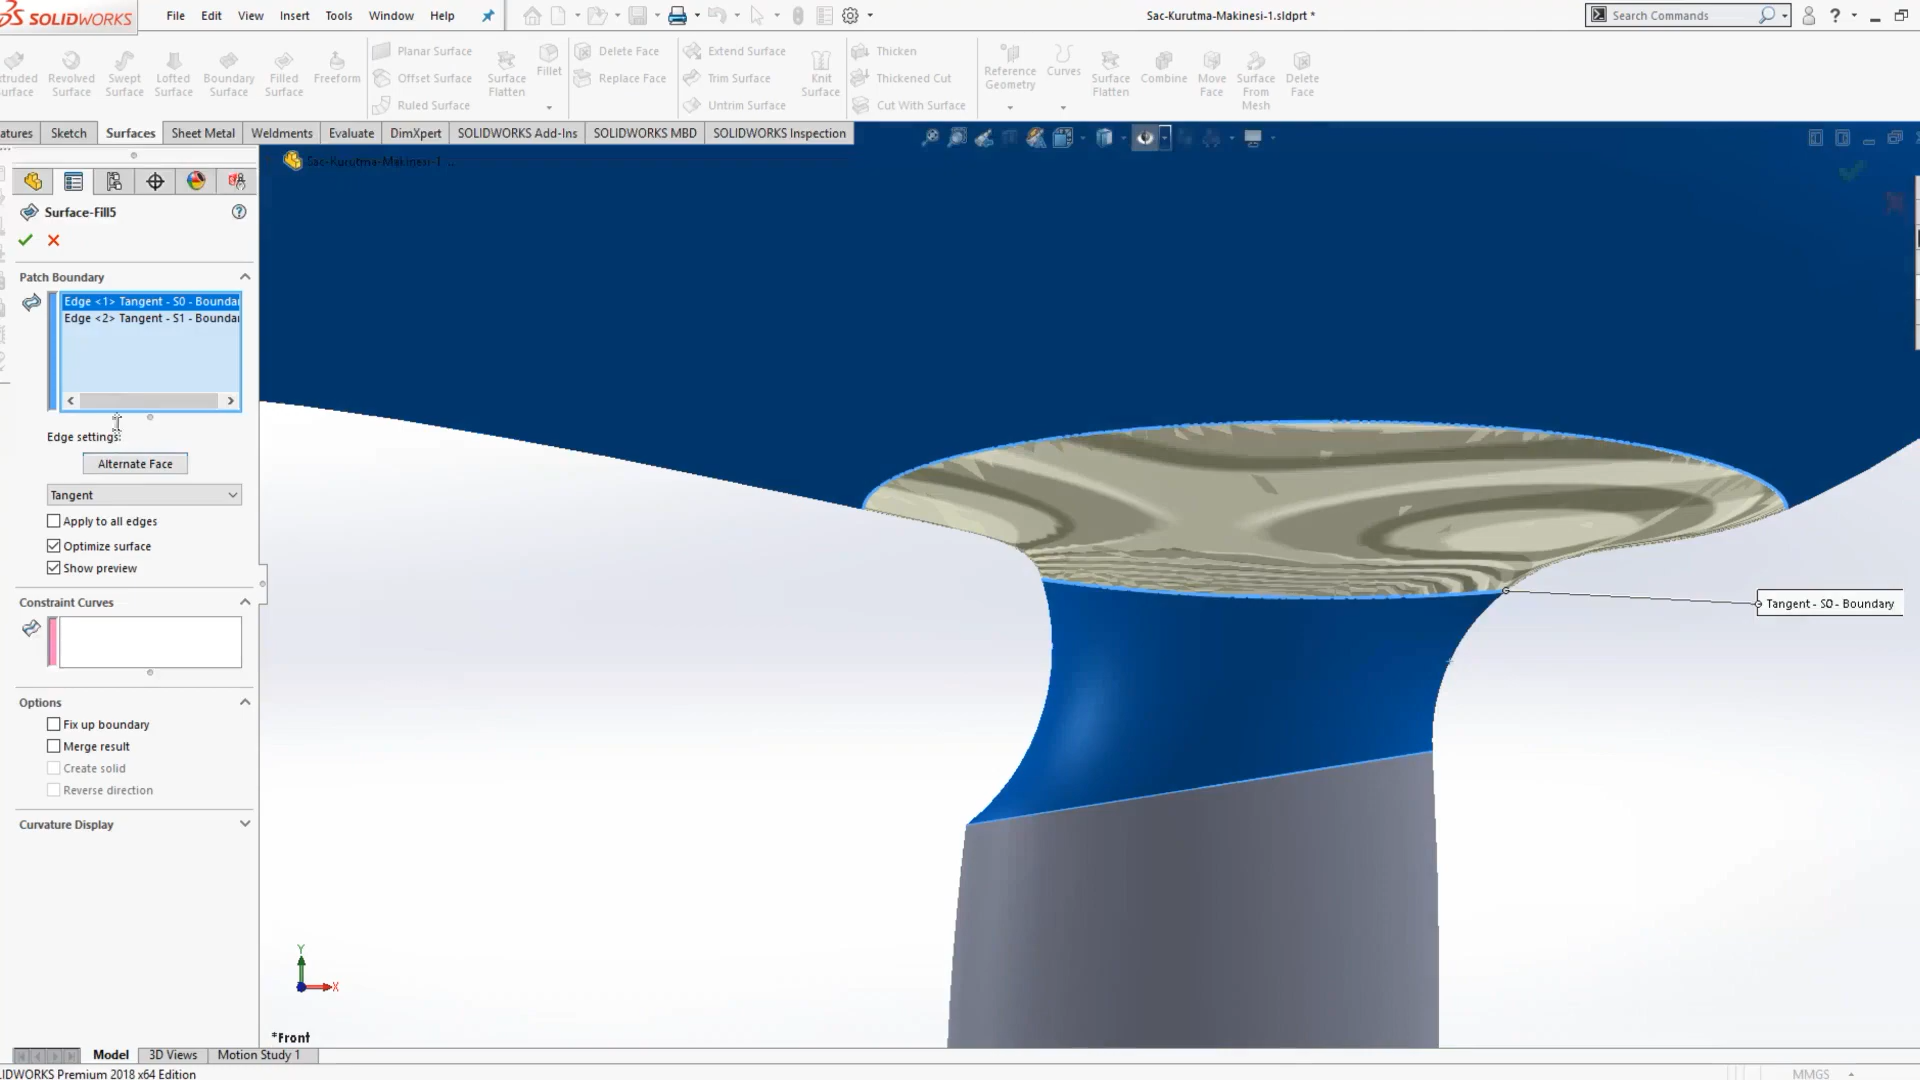 SOLIDWORKS File Edit View Insert Tools Window Help Sac-Kurutma-Makinesi-1.sldprt * Search Commands ?
truded Surface
Revolved Surface
Swept Surface
Lofted Surface
Boundary Surface
Filled Surface
Freeform
Planar Surface
Offset Surface
Ruled Surface
Surface Flatten
Fillet
Delete Face
Replace Face
Extend Surface
Trim Surface
Untrim Surface
Knit Surface
Thicken
Thickened Cut
Cut With Surface
Reference Geometry
Curves
Surface Flatten
Combine
Move Face
Surface From Mesh
Delete Face
atures Sketch Surfaces Sheet Metal Weldments Evaluate DimXpert SOLIDWORKS Add-Ins SOLIDWORKS MBD SOLIDWORKS Inspection
Sac-Kurutma-Makinesi-1 ...
Surface-Fill5
Patch Boundary
Edge <1> Tangent - S0 - Boundar
Edge <2> Tangent - S1 - Boundar
Edge settings:
Alternate Face
Tangent
Apply to all edges
Optimize surface
Show preview
Constraint Curves
Options
Fix up boundary
Merge result
Create solid
Reverse direction
Curvature Display
Tangent - S0 - Boundary
Y
X
*Front
Model 3D Views Motion Study 1
LIDWORKS Premium 2018 x64 Edition MMGS